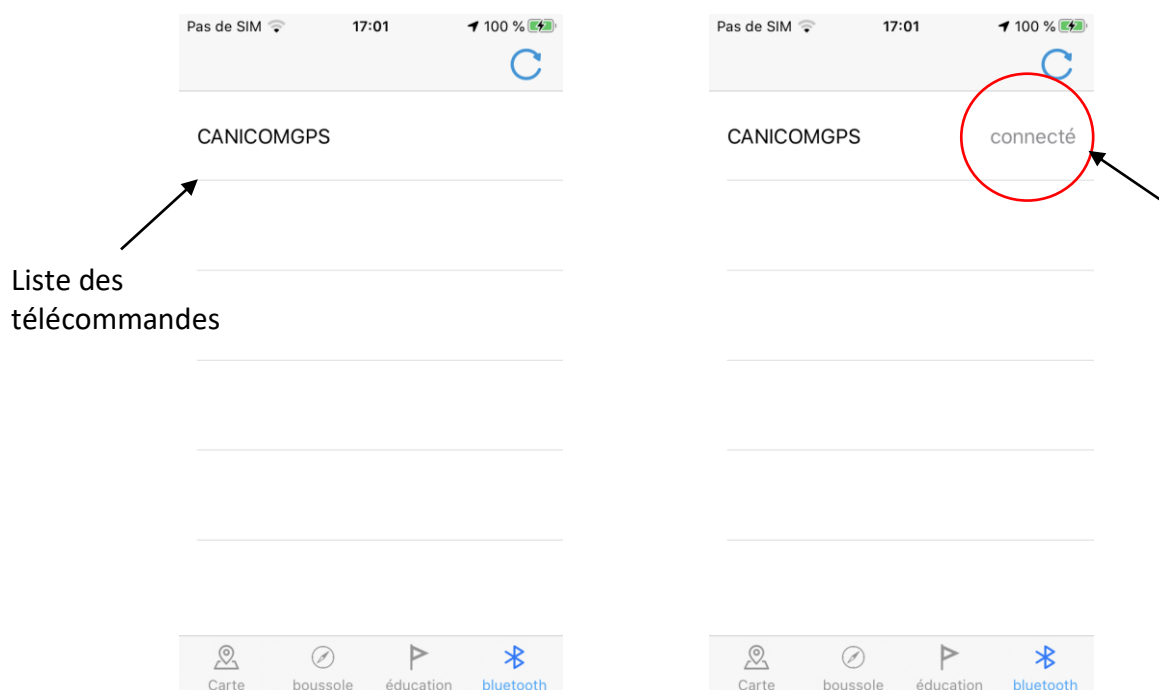 Pas de SIM 17:01 100 %
CANICOMGPS
Liste des
télécommandes
Carte boussole éducation bluetooth
Pas de SIM 17:01 100 %
CANICOMGPS connecté
Carte boussole éducation bluetooth